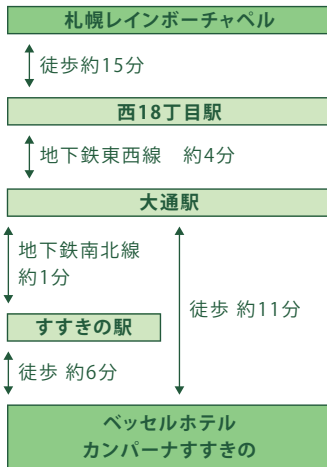 札幌レインボーチャペル
徒歩約15分
西18丁目駅
地下鉄東西線　約4分
大通駅
地下鉄南北線
約1分
徒歩 約11分
すすきの駅
徒歩 約6分
ベッセルホテル
カンパーナすすきの